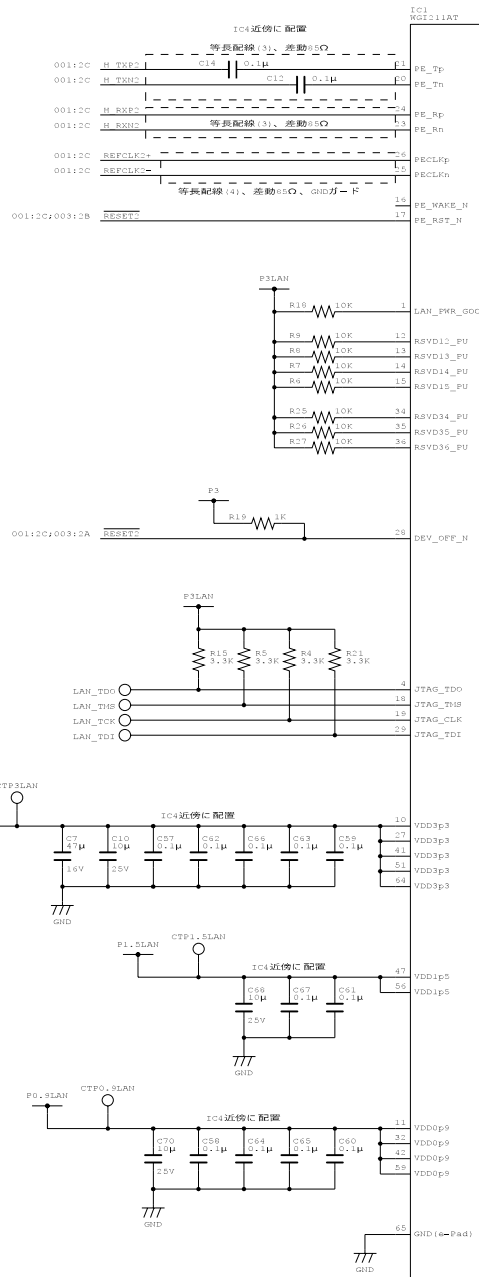 IC1
WGI211AT
IC4近傍に配置
等長配線(3)、差動85Ω
001:2C M_TXP2 C14 0.1μ 21 PE_Tp
001:2C M_TXN2 C12 0.1μ 20 PE_Tn
001:2C M_RXP2 24 PE_Rp
等長配線(3)、差動85Ω
001:2C M_RXN2 23 PE_Rn
001:2C REFCLK2+ 26 PECLKp
001:2C REFCLK2- 25 PECLKn
等長配線(4)、差動85Ω、GNDガード
16 PE_WAKE_N
001:2C;003:2B RESET2 17 PE_RST_N
P3LAN
R18 10K 1 LAN_PWR_GOO
R9 10K 12 RSVD12_PU
R8 10K 13 RSVD13_PU
R7 10K 14 RSVD14_PU
R6 10K 15 RSVD15_PU
R25 10K 34 RSVD34_PU
R26 10K 35 RSVD35_PU
R27 10K 36 RSVD36_PU
P3
R19 1K
001:2C;003:2A RESET2 28 DEV_OFF_N
P3LAN
R15 R5 R4 R21
3.3K 3.3K 3.3K 3.3K
LAN_TDO 4 JTAG_TDO
LAN_TMS 18 JTAG_TMS
LAN_TCK 19 JTAG_CLK
LAN_TDI 29 JTAG_TDI
CTP3LAN
IC4近傍に配置
10 VDD3p3
C7 C10 C57 C62 C66 C63 C59 27 VDD3p3
47μ 10μ 0.1μ 0.1μ 0.1μ 0.1μ 0.1μ
41 VDD3p3
16V 25V 51 VDD3p3
64 VDD3p3
GND
CTP1.5LAN
P1.5LAN
IC4近傍に配置
47 VDD1p5
C68 C67 C61 56 VDD1p5
10μ 0.1μ 0.1μ
25V
GND
CTP0.9LAN
P0.9LAN
IC4近傍に配置
11 VDD0p9
C70 C58 C64 C65 C60 32 VDD0p9
10μ 0.1μ 0.1μ 0.1μ 0.1μ
42 VDD0p9
25V 59 VDD0p9
GND
65 GND(e-Pad)
GND